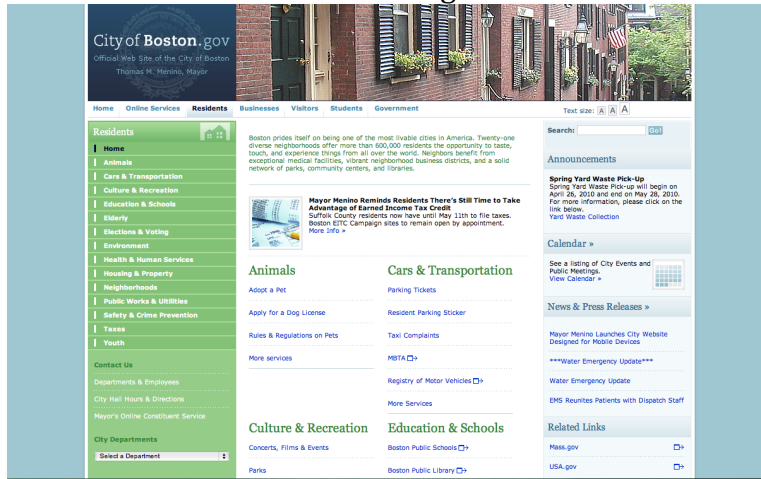 City of Boston.gov
Official Web Site of the City of Boston
Thomas M. Menino, Mayor
Home Online Services Residents Businesses Visitors Students Government
Text size: A A A
Residents
Home
Animals
Cars & Transportation
Culture & Recreation
Education & Schools
Elderly
Elections & Voting
Environment
Health & Human Services
Housing & Property
Neighborhoods
Public Works & Uitilities
Safety & Crime Prevention
Taxes
Youth
Contact Us
Departments & Employees
City Hall Hours & Directions
Mayor's Online Constituent Service
City Departments
Select a Department
Boston prides itself on being one of the most livable cities in America. Twenty-one
diverse neighborhoods offer more than 600,000 residents the opportunity to taste,
touch, and experience things from all over the world. Neighbors benefit from
exceptional medical facilities, vibrant neighborhood business districts, and a solid
network of parks, community centers, and libraries.
Mayor Menino Reminds Residents There's Still Time to Take
Advantage of Earned Income Tax Credit
Suffolk County residents now have until May 11th to file taxes.
Boston EITC Campaign sites to remain open by appointment.
More Info »
Animals
Adopt a Pet
Apply for a Dog License
Rules & Regulations on Pets
More services
Cars & Transportation
Parking Tickets
Resident Parking Sticker
Taxi Complaints
MBTA
Registry of Motor Vehicles
More Services
Culture & Recreation
Concerts, Films & Events
Parks
Education & Schools
Boston Public Schools
Boston Public Library
Search: Go!
Announcements
Spring Yard Waste Pick-Up
Spring Yard Waste Pick-up will begin on
April 26, 2010 and end on May 28, 2010.
For more information, please click on the
link below.
Yard Waste Collection
Calendar »
See a listing of City Events and
Public Meetings.
View Calendar »
News & Press Releases »
Mayor Menino Launches City Website
Designed for Mobile Devices
***Water Emergency Update***
Water Emergency Update
EMS Reunites Patients with Dispatch Staff
Related Links
Mass.gov
USA.gov